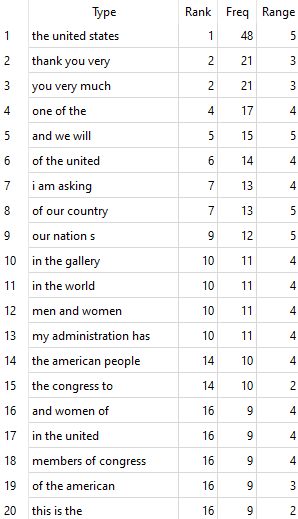 Type Rank Freq Range
1 the united states 1 48 5
2 thank you very 2 21 3
3 you very much 2 21 3
4 one of the 4 17 4
5 and we will 5 15 5
6 of the united 6 14 4
7 i am asking 7 13 4
8 of our country 7 13 5
9 our nation s 9 12 5
10 in the gallery 10 11 4
11 in the world 10 11 4
12 men and women 10 11 4
13 my administration has 10 11 4
14 the american people 14 10 4
15 the congress to 14 10 2
16 and women of 16 9 4
17 in the united 16 9 4
18 members of congress 16 9 4
19 of the american 16 9 3
20 this is the 16 9 2